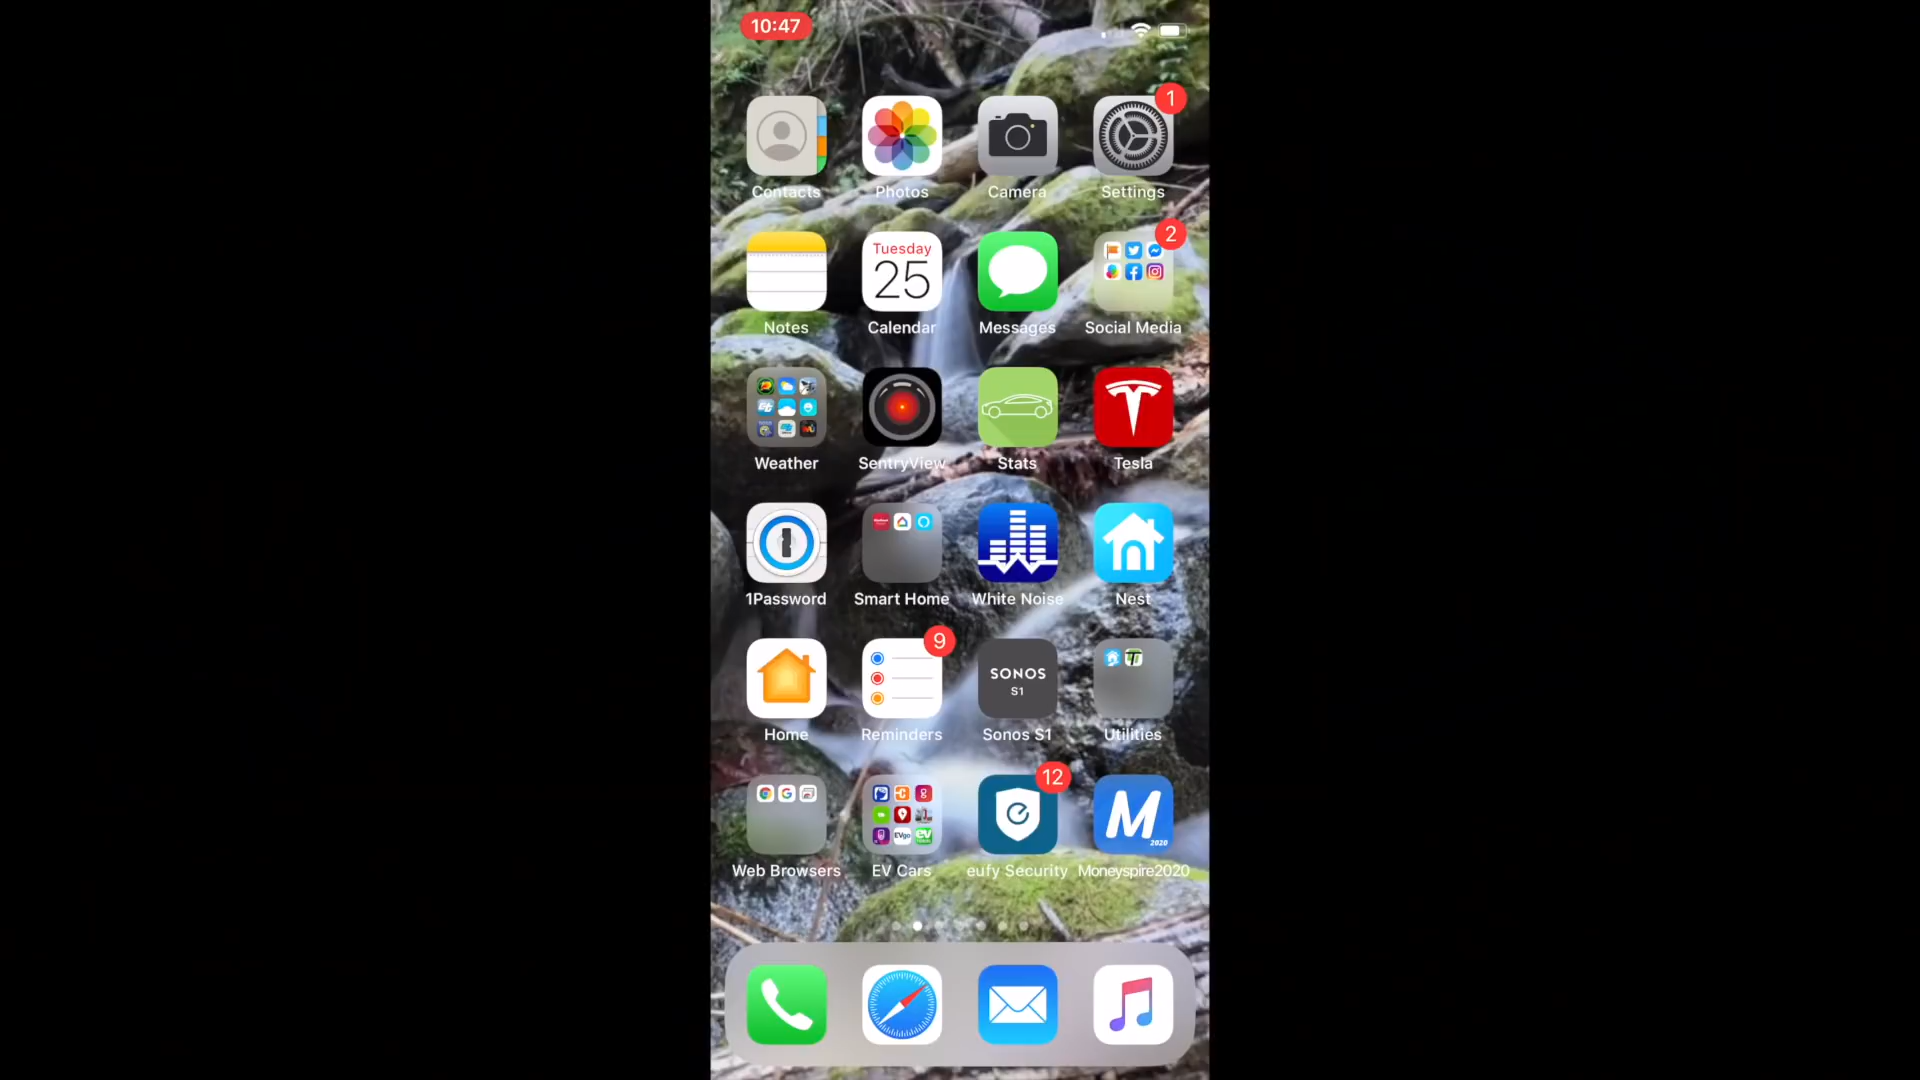 10:47
1
Contacts Photos Camera Settings
Tuesday
25
2
Notes Calendar Messages Social Media
Weather SentryView Stats Tesla
1Password Smart Home White Noise Nest
9
SONOS
S1
Home Reminders Sonos S1 Utilities
12
EVgo
M
2020
Web Browsers EV Cars eufy Security Moneyspire2020